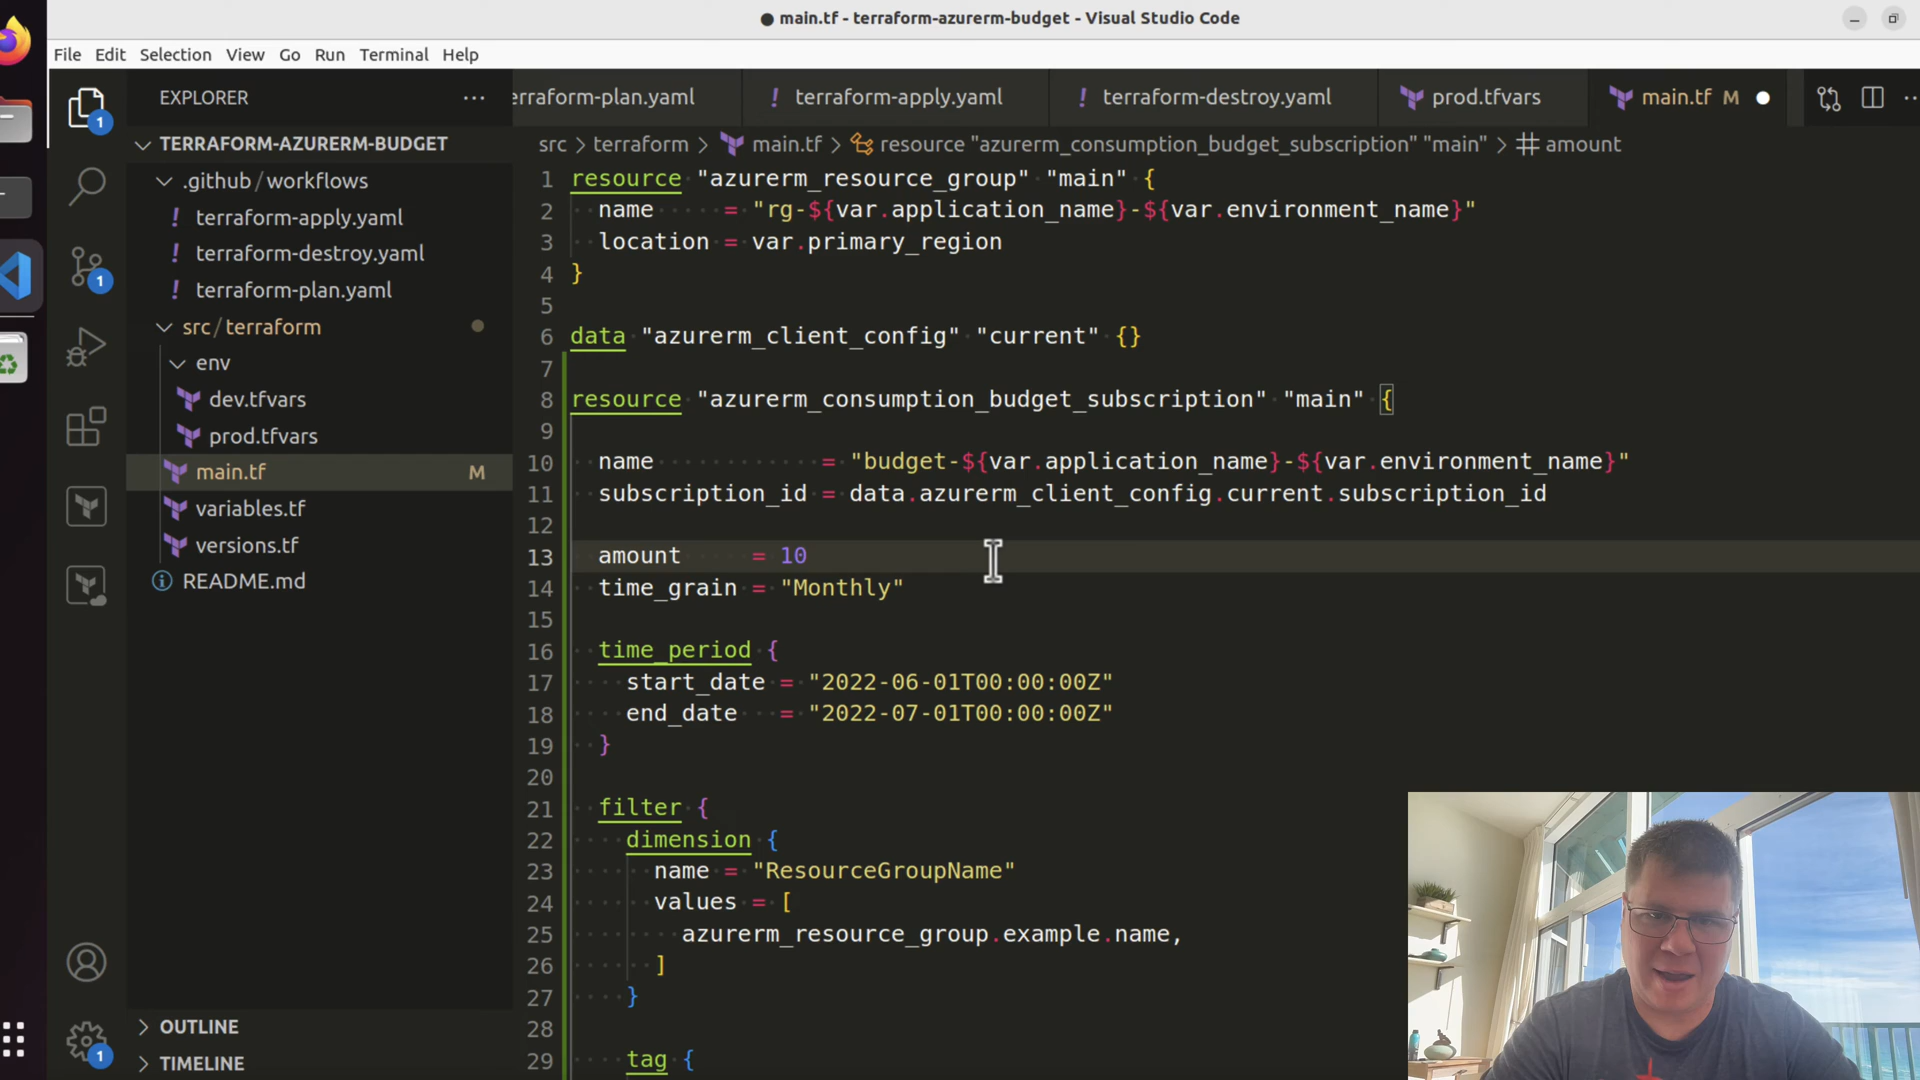 ● main.tf - terraform-azurerm-budget - Visual Studio Code
File Edit Selection View Go Run Terminal Help
EXPLORER
TERRAFORM-AZURERM-BUDGET
.github/workflows
! terraform-apply.yaml
! terraform-destroy.yaml
! terraform-plan.yaml
src/terraform
env
dev.tfvars
prod.tfvars
main.tf M
variables.tf
versions.tf
README.md
OUTLINE
TIMELINE
1
1
1
erraform-plan.yaml ! terraform-apply.yaml ! terraform-destroy.yaml prod.tfvars main.tf M ●
src > terraform > main.tf > resource "azurerm_consumption_budget_subscription" "main" > # amount
1 resource "azurerm_resource_group" "main" {
2 name = "rg-${var.application_name}-${var.environment_name}"
3 location = var.primary_region
4 }
5
6 data "azurerm_client_config" "current" {}
7
8 resource "azurerm_consumption_budget_subscription" "main" {
9
10 name = "budget-${var.application_name}-${var.environment_name}"
11 subscription_id = data.azurerm_client_config.current.subscription_id
12
13 amount = 10
14 time_grain = "Monthly"
15
16 time_period {
17 start_date = "2022-06-01T00:00:00Z"
18 end_date = "2022-07-01T00:00:00Z"
19 }
20
21 filter {
22 dimension {
23 name = "ResourceGroupName"
24 values = [
25 azurerm_resource_group.example.name,
26 ]
27 }
28
29 tag {